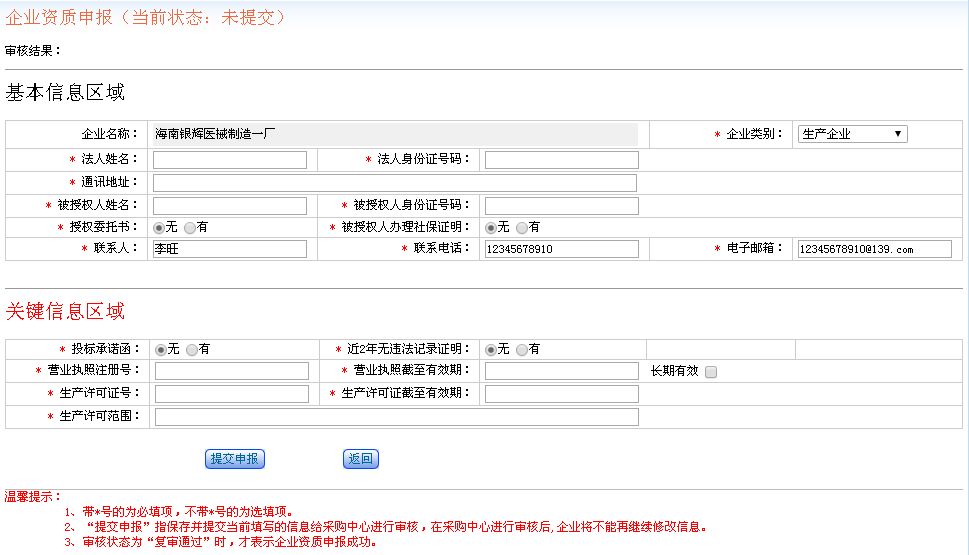 企业资质申报（当前状态：未提交）
审核结果：
基本信息区域
企业名称： 海南银辉医械制造一厂 * 企业类别： 生产企业
* 法人姓名： * 法人身份证号码：
* 通讯地址：
* 被授权人姓名： * 被授权人身份证号码：
* 授权委托书： 无 有 * 被授权人办理社保证明： 无 有
* 联系人： 李旺 * 联系电话： 12345678910 * 电子邮箱： 12345678910@139.com
关键信息区域
* 投标承诺函： 无 有 * 近2年无违法记录证明： 无 有
* 营业执照注册号： * 营业执照截至有效期： 长期有效
* 生产许可证号： * 生产许可证截至有效期：
* 生产许可范围：
提交申报 返回
温馨提示：
1、带*号的为必填项，不带*号的为选填项。
2、“提交申报”指保存并提交当前填写的信息给采购中心进行审核，在采购中心进行审核后,企业将不能再继续修改信息。
3、审核状态为“复审通过”时，才表示企业资质申报成功。